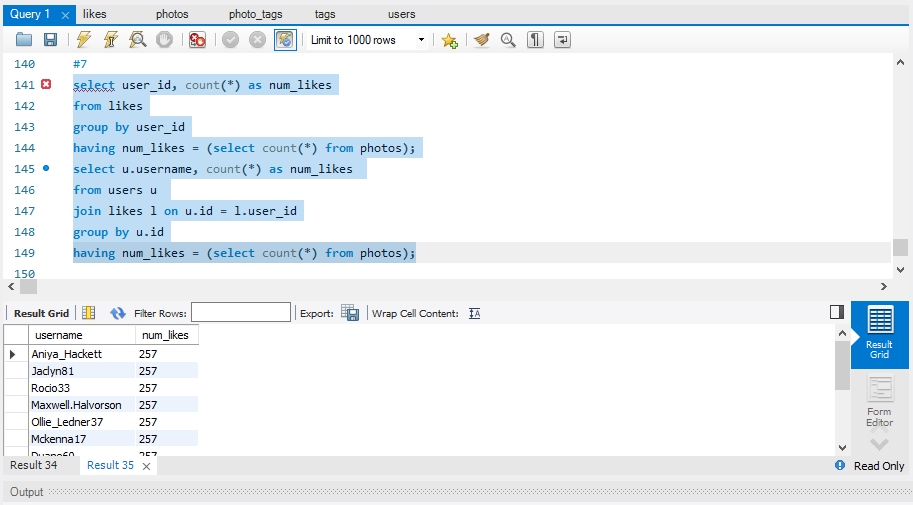 Query 1 likes photos photo_tags tags users
Limit to 1000 rows
140 #7
141 select user_id, count(*) as num_likes
142 from likes
143 group by user_id
144 having num_likes = (select count(*) from photos);
145 select u.username, count(*) as num_likes
146 from users u
147 join likes l on u.id = l.user_id
148 group by u.id
149 having num_likes = (select count(*) from photos);
150
Result Grid Filter Rows: Export: Wrap Cell Content: IA
username num_likes
Aniya_Hackett 257
Jaclyn81 257
Rocio33 257
Maxwell.Halvorson 257
Ollie_Ledner37 257
Mckenna17 257
Duane60 257
Result
Grid
Form
Editor
Result 34 Result 35 Read Only
Output